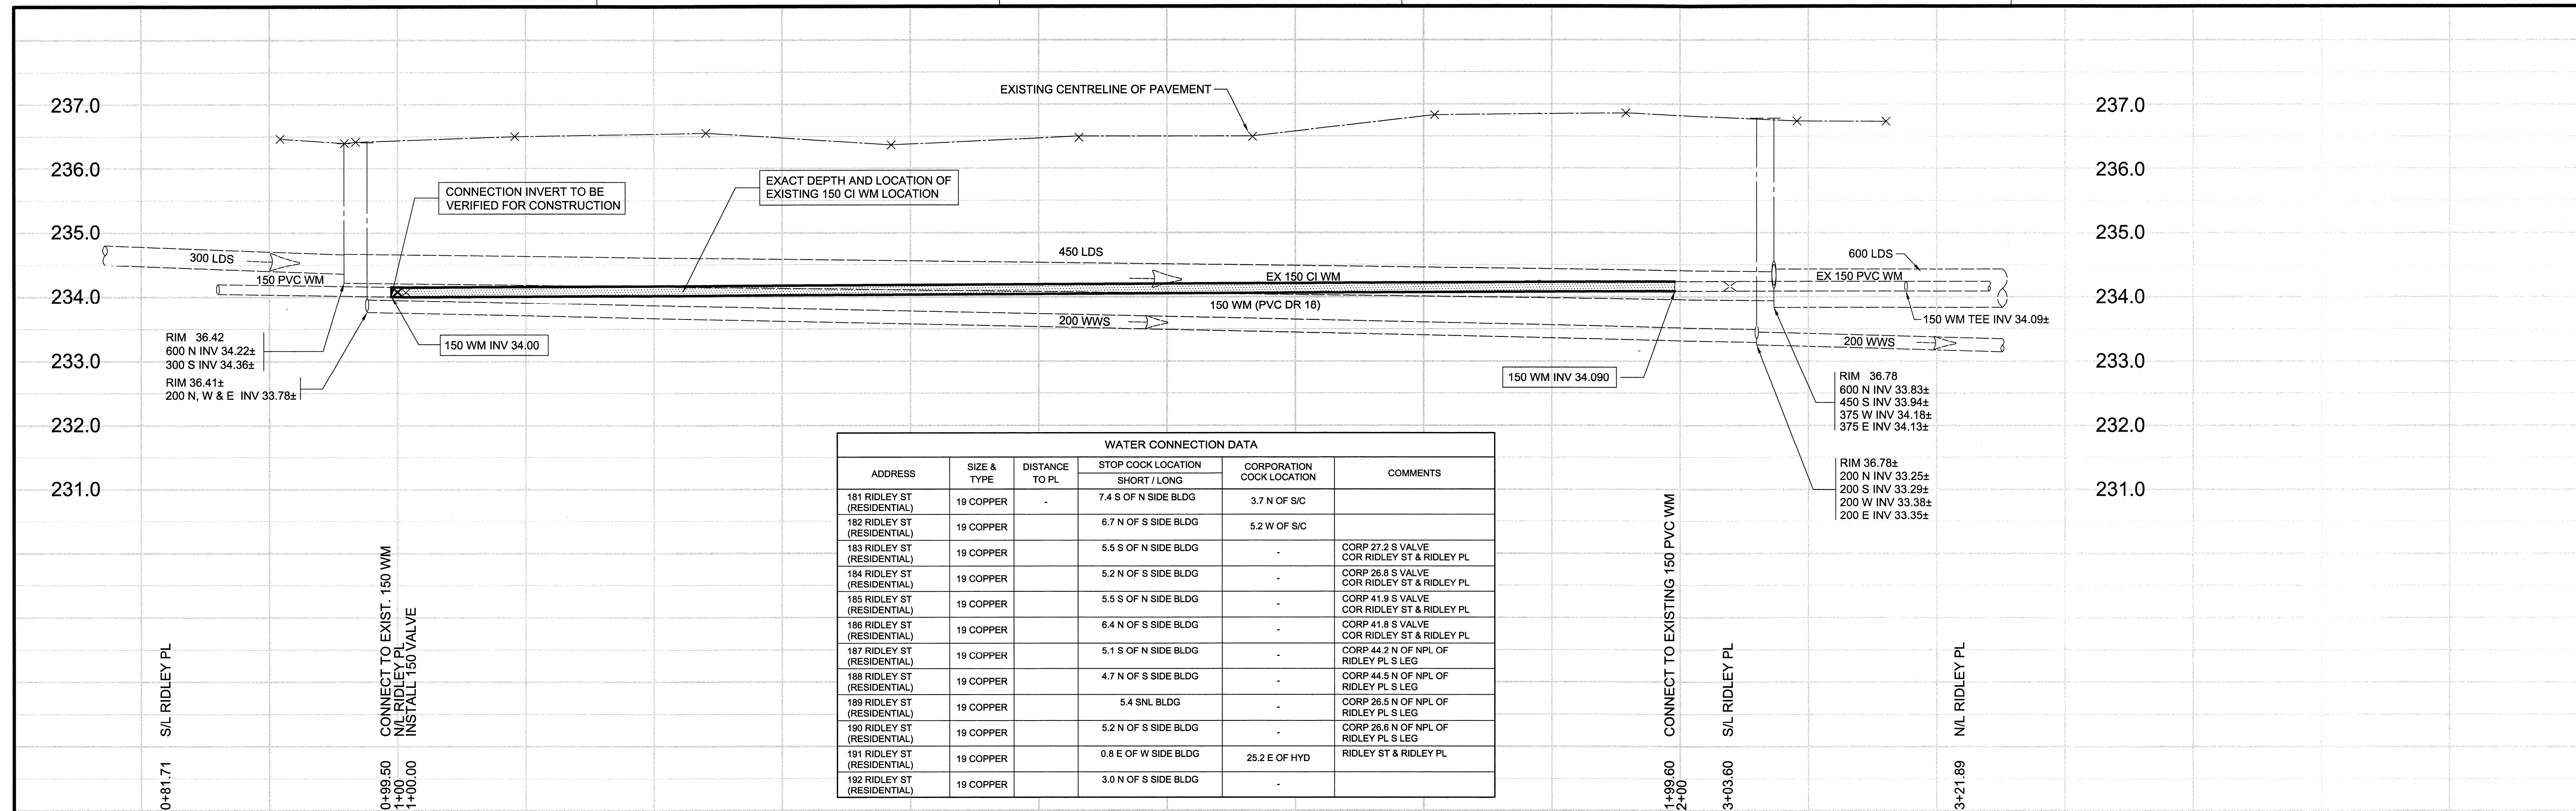 237.0
236.0
235.0
234.0
233.0
232.0
231.0
237.0
236.0
235.0
234.0
233.0
232.0
231.0
EXISTING CENTRELINE OF PAVEMENT
CONNECTION INVERT TO BE
VERIFIED FOR CONSTRUCTION
EXACT DEPTH AND LOCATION OF
EXISTING 150 CI WM LOCATION
300 LDS
150 PVC WM
450 LDS
EX 150 CI WM
150 WM (PVC DR 18)
200 WWS
600 LDS
EX 150 PVC WM
150 WM TEE INV 34.09±
200 WWS
RIM 36.42
600 N INV 34.22±
300 S INV 34.36±
RIM 36.41±
200 N, W & E INV 33.78±
150 WM INV 34.00
150 WM INV 34.090
RIM 36.78
600 N INV 33.83±
450 S INV 33.94±
375 W INV 34.18±
375 E INV 34.13±
RIM 36.78±
200 N INV 33.25±
200 S INV 33.29±
200 W INV 33.38±
200 E INV 33.35±
WATER CONNECTION DATA
ADDRESS
SIZE &
TYPE
DISTANCE
TO PL
STOP COCK LOCATION
SHORT / LONG
CORPORATION
COCK LOCATION
COMMENTS
181 RIDLEY ST
(RESIDENTIAL)
19 COPPER
-
7.4 S OF N SIDE BLDG
3.7 N OF S/C
182 RIDLEY ST
(RESIDENTIAL)
19 COPPER
6.7 N OF S SIDE BLDG
5.2 W OF S/C
183 RIDLEY ST
(RESIDENTIAL)
19 COPPER
5.5 S OF N SIDE BLDG
-
CORP 27.2 S VALVE
COR RIDLEY ST & RIDLEY PL
184 RIDLEY ST
(RESIDENTIAL)
19 COPPER
5.2 N OF S SIDE BLDG
-
CORP 26.8 S VALVE
COR RIDLEY ST & RIDLEY PL
185 RIDLEY ST
(RESIDENTIAL)
19 COPPER
5.5 S OF N SIDE BLDG
-
CORP 41.9 S VALVE
COR RIDLEY ST & RIDLEY PL
186 RIDLEY ST
(RESIDENTIAL)
19 COPPER
6.4 N OF S SIDE BLDG
-
CORP 41.8 S VALVE
COR RIDLEY ST & RIDLEY PL
187 RIDLEY ST
(RESIDENTIAL)
19 COPPER
5.1 S OF N SIDE BLDG
-
CORP 44.2 N OF NPL OF
RIDLEY PL S LEG
188 RIDLEY ST
(RESIDENTIAL)
19 COPPER
4.7 N OF S SIDE BLDG
-
CORP 44.5 N OF NPL OF
RIDLEY PL S LEG
189 RIDLEY ST
(RESIDENTIAL)
19 COPPER
5.4 SNL BLDG
-
CORP 26.5 N OF NPL OF
RIDLEY PL S LEG
190 RIDLEY ST
(RESIDENTIAL)
19 COPPER
5.2 N OF S SIDE BLDG
-
CORP 26.6 N OF NPL OF
RIDLEY PL S LEG
191 RIDLEY ST
(RESIDENTIAL)
19 COPPER
0.8 E OF W SIDE BLDG
25.2 E OF HYD
RIDLEY ST & RIDLEY PL
192 RIDLEY ST
(RESIDENTIAL)
19 COPPER
3.0 N OF S SIDE BLDG
-
0+81.71 S/L RIDLEY PL
0+99.50 CONNECT TO EXIST. 150 WM
1+00 N/L RIDLEY PL
1+00.00 INSTALL 150 VALVE
1+99.60 CONNECT TO EXISTING 150 PVC WM
2+00
3+03.60 S/L RIDLEY PL
3+21.89 N/L RIDLEY PL